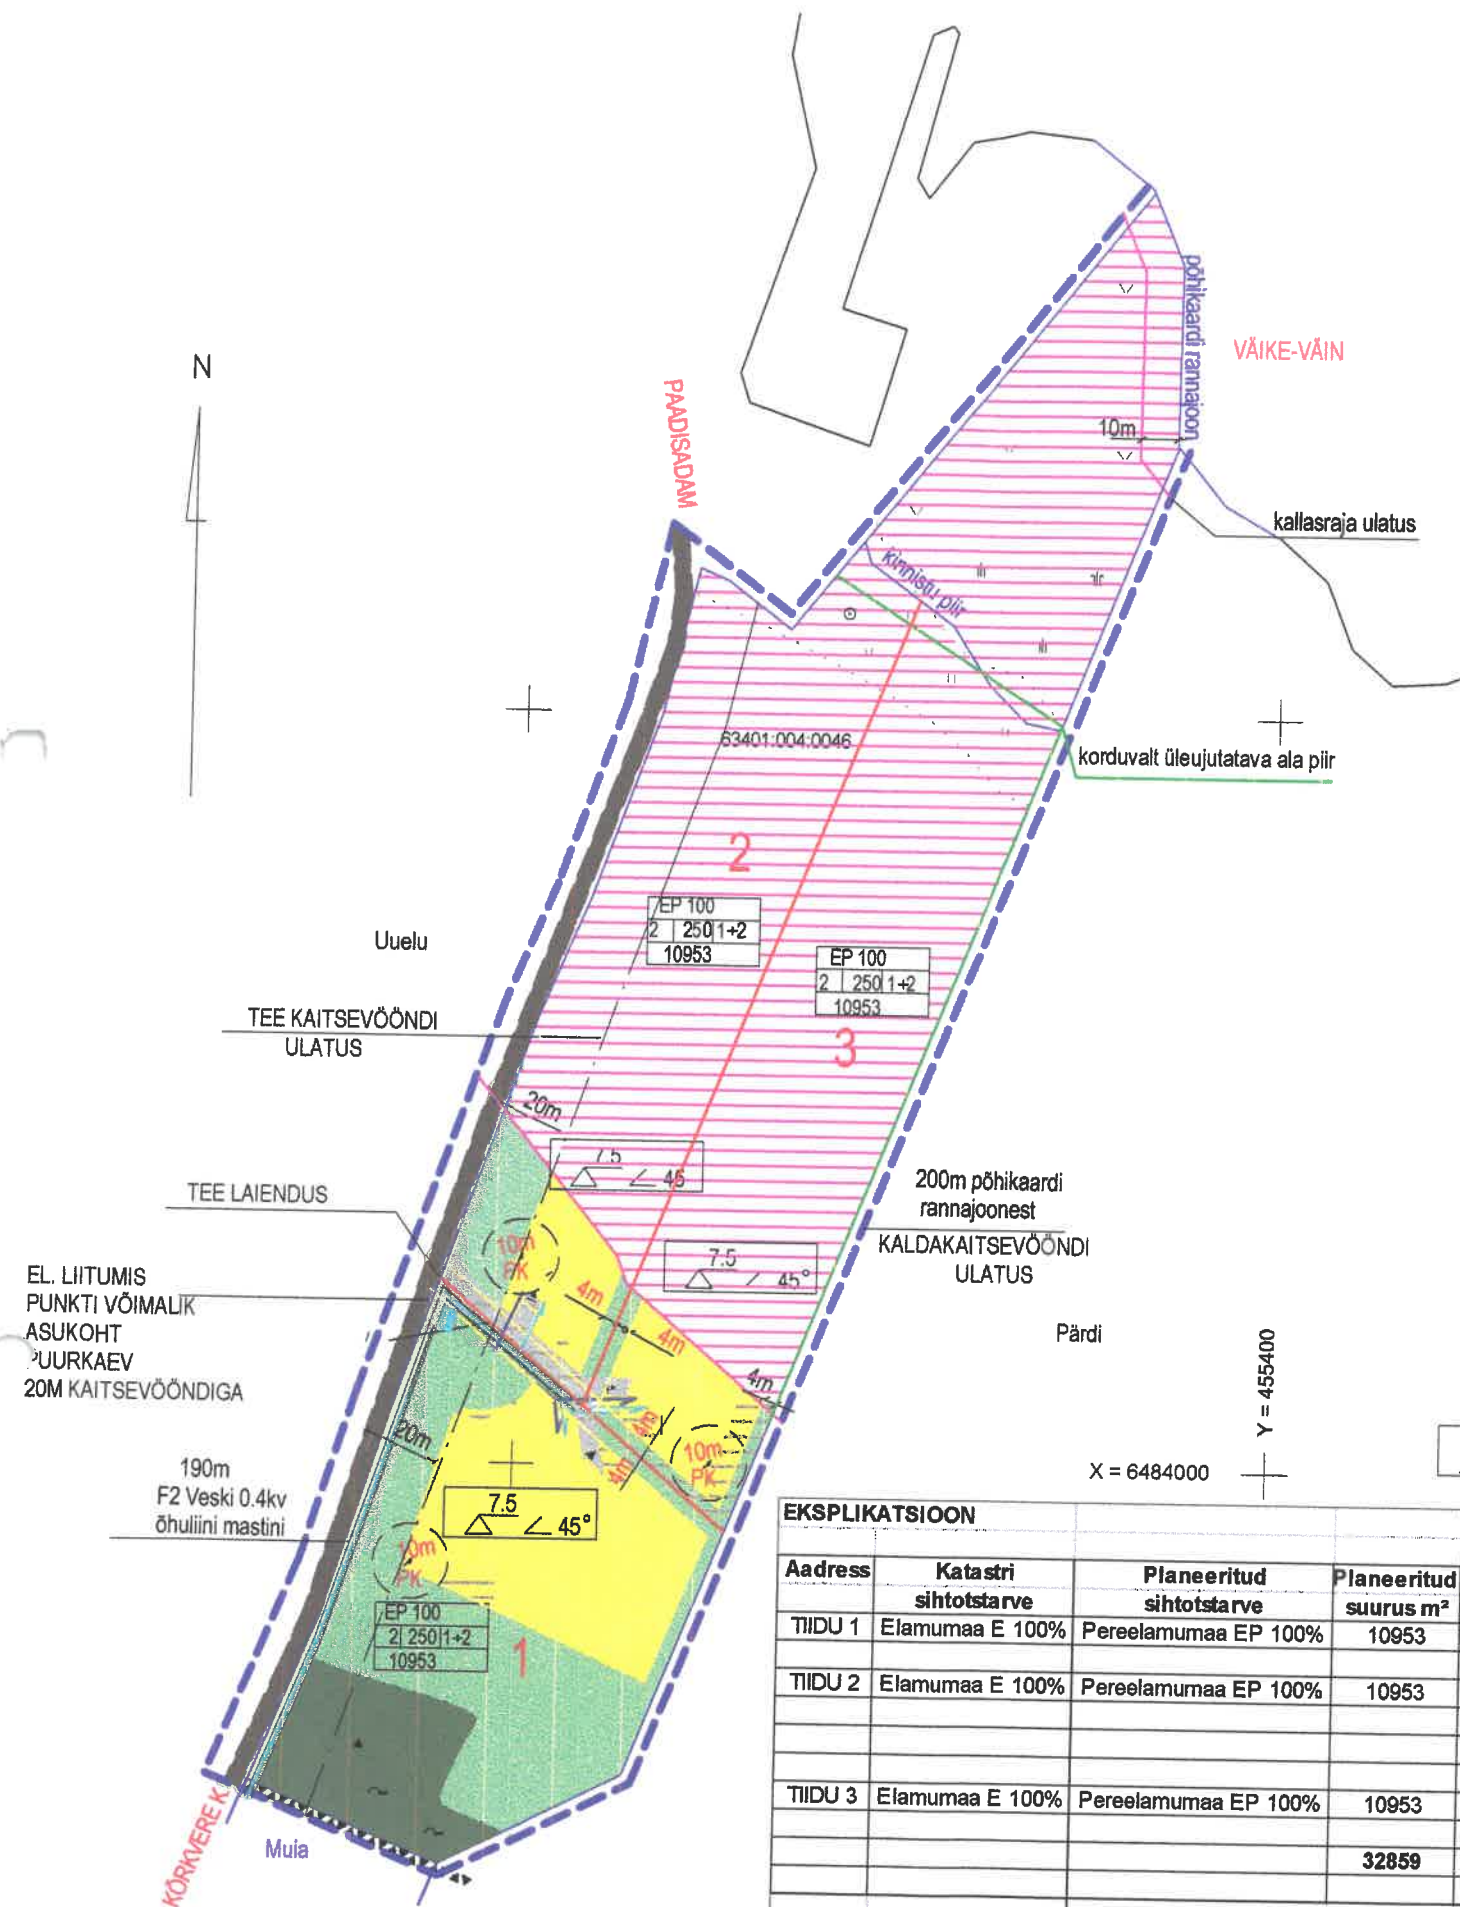 N
PAADISADAM
põhikaardi rannajoon
VÄIKE-VÄIN
10m
kallasraja ulatus
kinnistu piir
63401:004:0046
korduvalt üleujutatava ala piir
2
EP 100
2 250 1+2
10953
Uuelu
EP 100
2 250 1+2
10953
3
TEE KAITSEVÖÖNDI
ULATUS
20m
7.5
45
200m põhikaardi
rannajoonest
KALDAKAITSEVÖÖNDI
ULATUS
TEE LAIENDUS
10m
PK
7.5
45°
4m
4m
EL. LIITUMIS
PUNKTI VÕIMALIK
ASUKOHT
PUURKAEV
20M KAITSEVÖÖNDIGA
Pärdi
Y = 455400
X = 6484000
4m
20m
4m
4m
10m
PK
190m
F2 Veski 0.4kv
õhuliini mastini
7.5
45°
10m
PK
EP 100
2 250 1+2
10953
1
KÕRKVERE K
Muia
EKSPLIKATSIOON
Aadress Katastri sihtotstarve Planeeritud sihtotstarve Planeeritud suurus m²
TIIDU 1 Elamumaa E 100% Pereelamumaa EP 100% 10953
TIIDU 2 Elamumaa E 100% Pereelamumaa EP 100% 10953
TIIDU 3 Elamumaa E 100% Pereelamumaa EP 100% 10953
32859